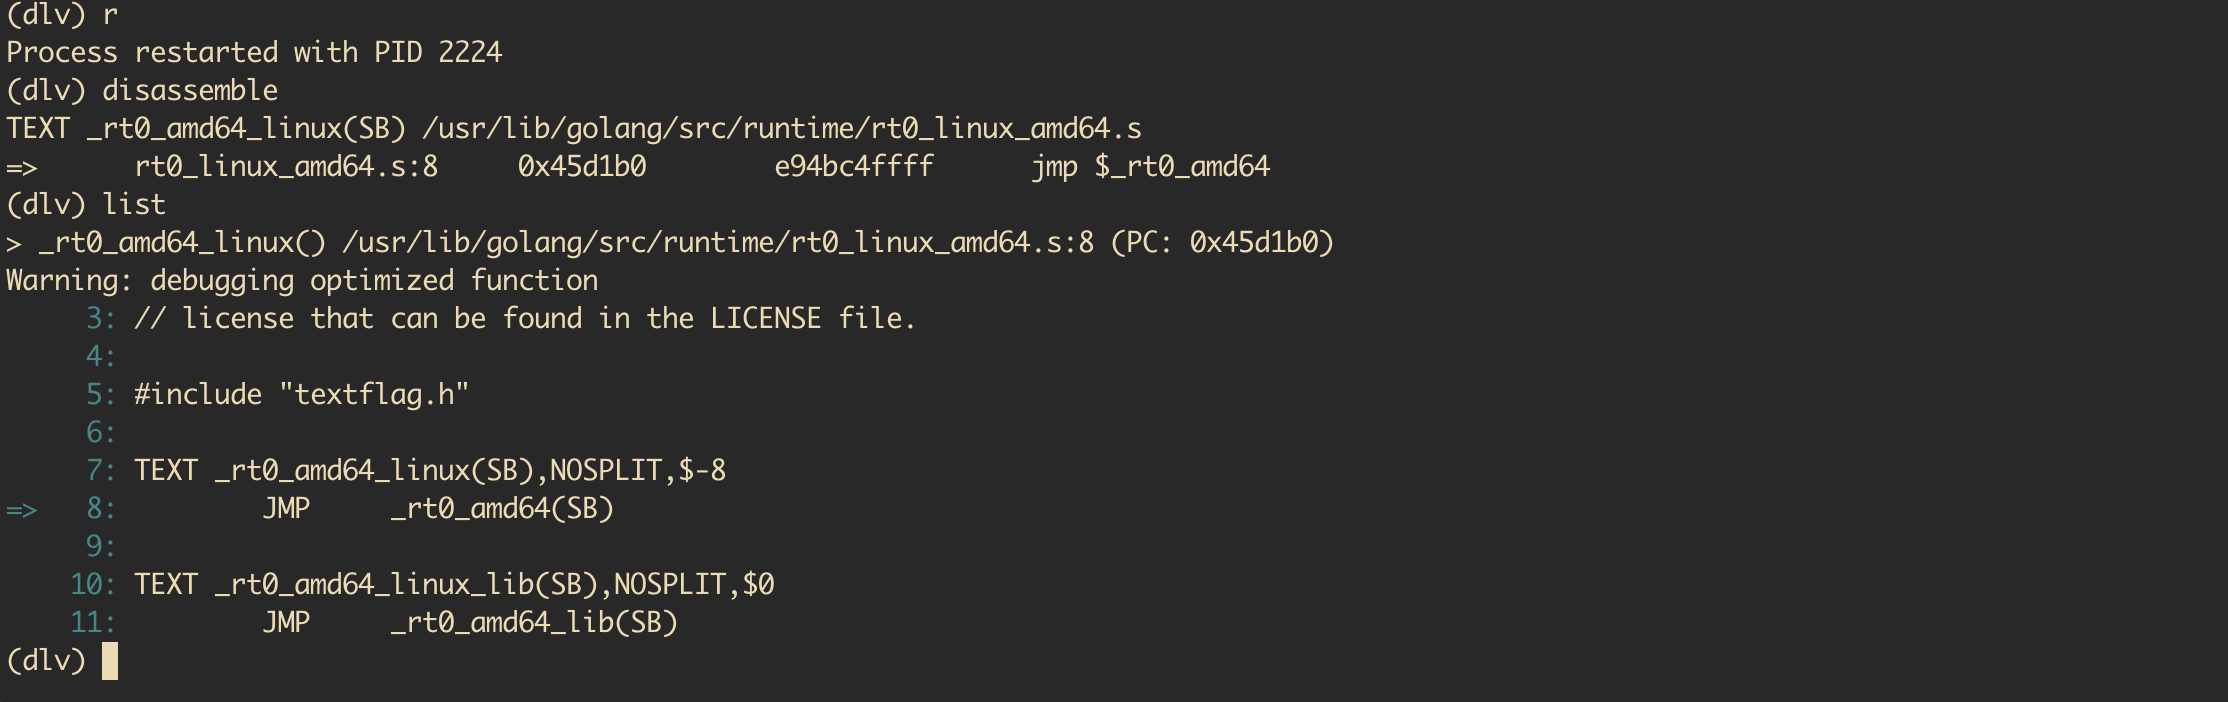 (dlv) r
Process restarted with PID 2224
(dlv) disassemble
TEXT _rt0_amd64_linux(SB) /usr/lib/golang/src/runtime/rt0_linux_amd64.s
=>      rt0_linux_amd64.s:8     0x45d1b0        e94bc4ffff      jmp $_rt0_amd64
(dlv) list
> _rt0_amd64_linux() /usr/lib/golang/src/runtime/rt0_linux_amd64.s:8 (PC: 0x45d1b0)
Warning: debugging optimized function
     3: // license that can be found in the LICENSE file.
     4:
     5: #include "textflag.h"
     6:
     7: TEXT _rt0_amd64_linux(SB),NOSPLIT,$-8
=>   8:         JMP     _rt0_amd64(SB)
     9:
    10: TEXT _rt0_amd64_linux_lib(SB),NOSPLIT,$0
    11:         JMP     _rt0_amd64_lib(SB)
(dlv)